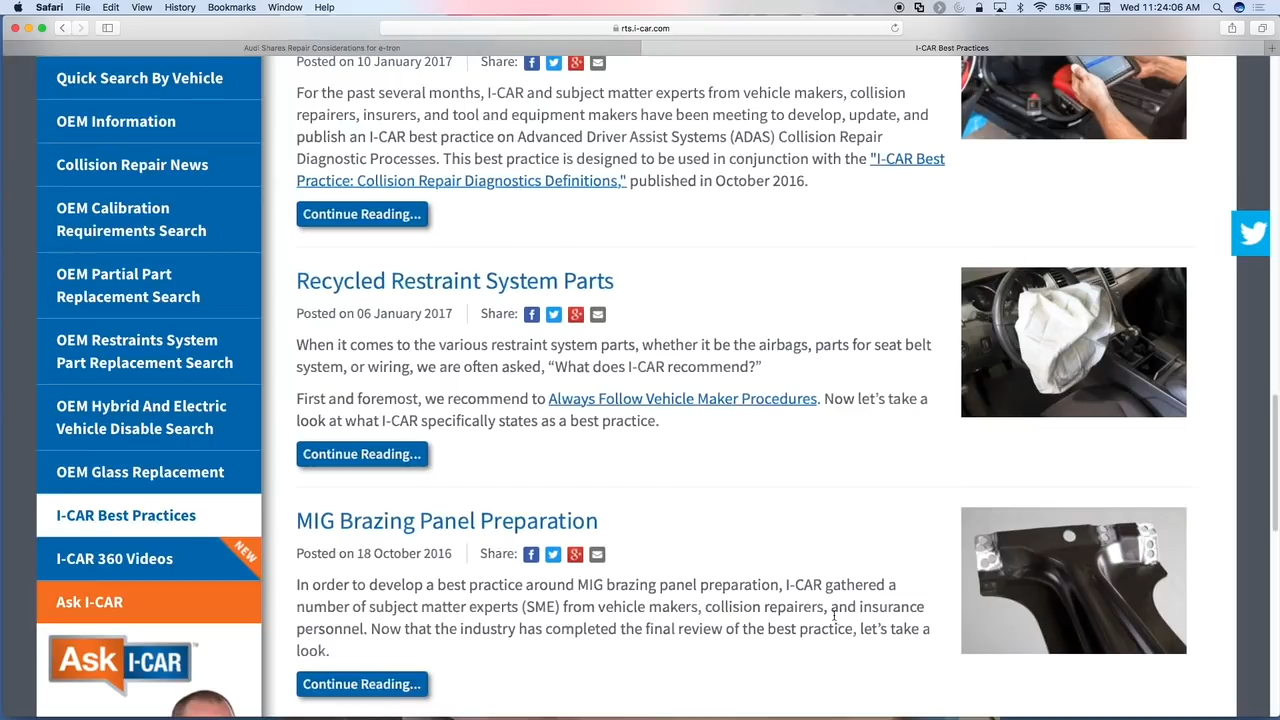 Safari File Edit View History Bookmarks Window Help 58% Wed 11:24:06 AM
rts.i-car.com
Audi Shares Repair Considerations for e-tron I-CAR Best Practices
Quick Search By Vehicle
OEM Information
Collision Repair News
OEM Calibration
Requirements Search
OEM Partial Part
Replacement Search
OEM Restraints System
Part Replacement Search
OEM Hybrid And Electric
Vehicle Disable Search
OEM Glass Replacement
I-CAR Best Practices
I-CAR 360 Videos
NEW
Ask I-CAR
Ask I-CAR
Posted on 10 January 2017 Share:
For the past several months, I-CAR and subject matter experts from vehicle makers, collision
repairers, insurers, and tool and equipment makers have been meeting to develop, update, and
publish an I-CAR best practice on Advanced Driver Assist Systems (ADAS) Collision Repair
Diagnostic Processes. This best practice is designed to be used in conjunction with the "I-CAR Best
Practice: Collision Repair Diagnostics Definitions," published in October 2016.
Continue Reading...
Recycled Restraint System Parts
Posted on 06 January 2017 Share:
When it comes to the various restraint system parts, whether it be the airbags, parts for seat belt
system, or wiring, we are often asked, “What does I-CAR recommend?”
First and foremost, we recommend to Always Follow Vehicle Maker Procedures. Now let’s take a
look at what I-CAR specifically states as a best practice.
Continue Reading...
MIG Brazing Panel Preparation
Posted on 18 October 2016 Share:
In order to develop a best practice around MIG brazing panel preparation, I-CAR gathered a
number of subject matter experts (SME) from vehicle makers, collision repairers, and insurance
personnel. Now that the industry has completed the final review of the best practice, let’s take a
look.
Continue Reading...